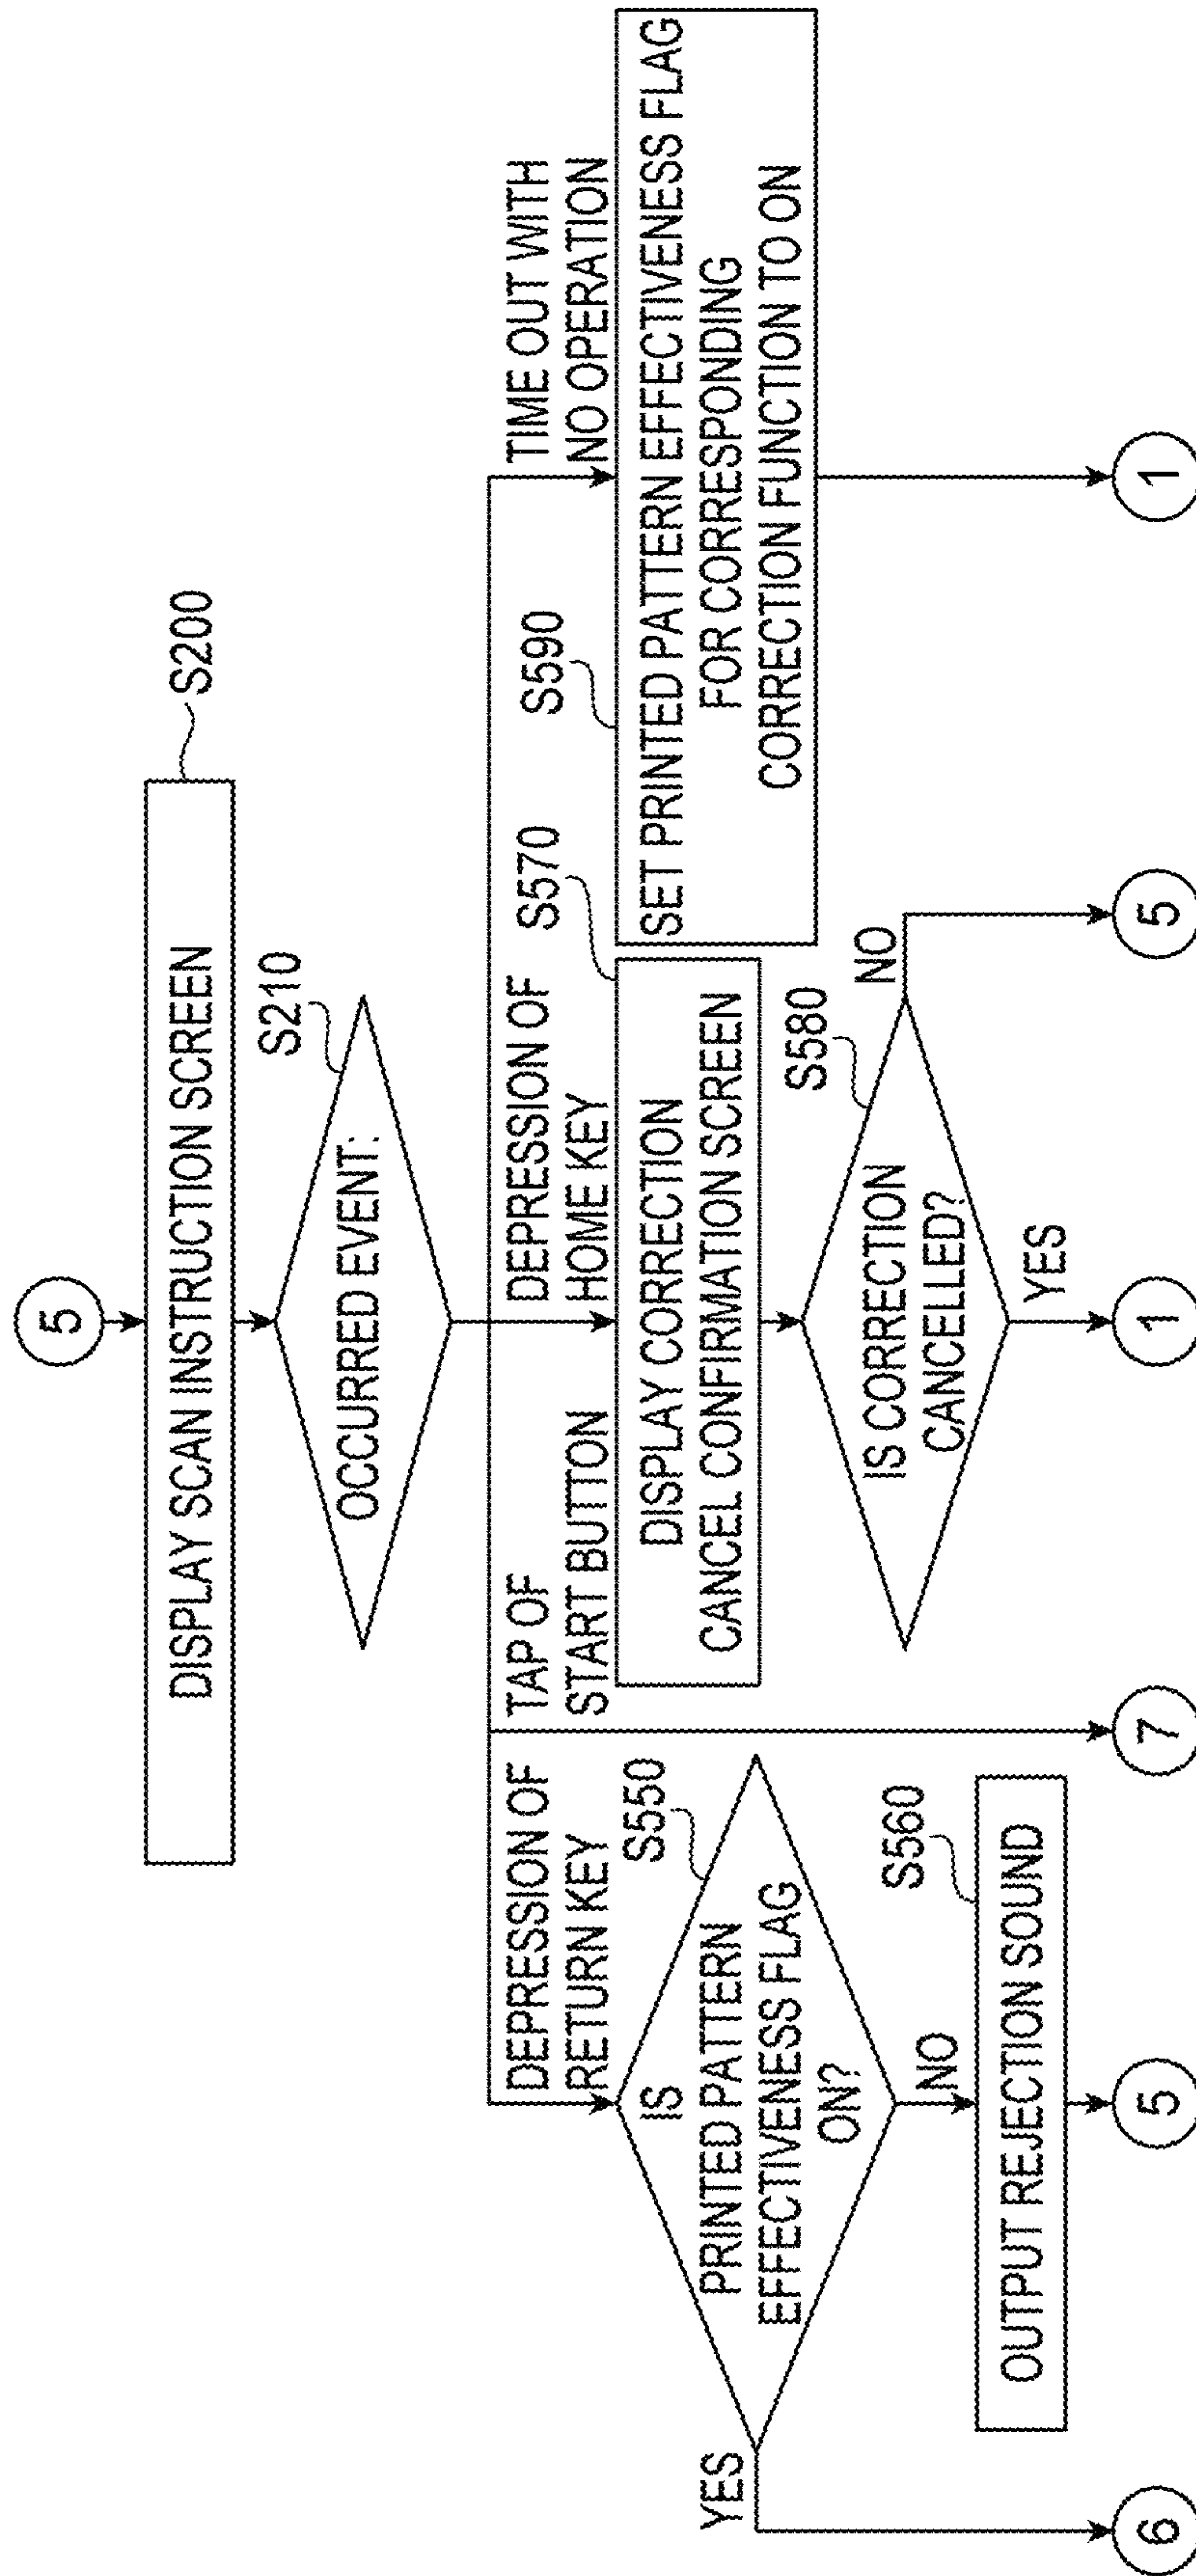 5
DISPLAY SCAN INSTRUCTION SCREEN
S200
S210
OCCURRED EVENT:
DEPRESSION OF
RETURN KEY
TAP OF
START BUTTON
DEPRESSION OF
HOME KEY
TIME OUT WITH
NO OPERATION
S550
IS
PRINTED PATTERN
EFFECTIVENESS FLAG
ON?
YES
NO
S560
OUTPUT REJECTION SOUND
S570
DISPLAY CORRECTION
CANCEL CONFIRMATION SCREEN
S580
IS CORRECTION
CANCELLED?
NO
YES
S590
SET PRINTED PATTERN EFFECTIVENESS FLAG
FOR CORRESPONDING
CORRECTION FUNCTION TO ON
6
5
7
1
5
1